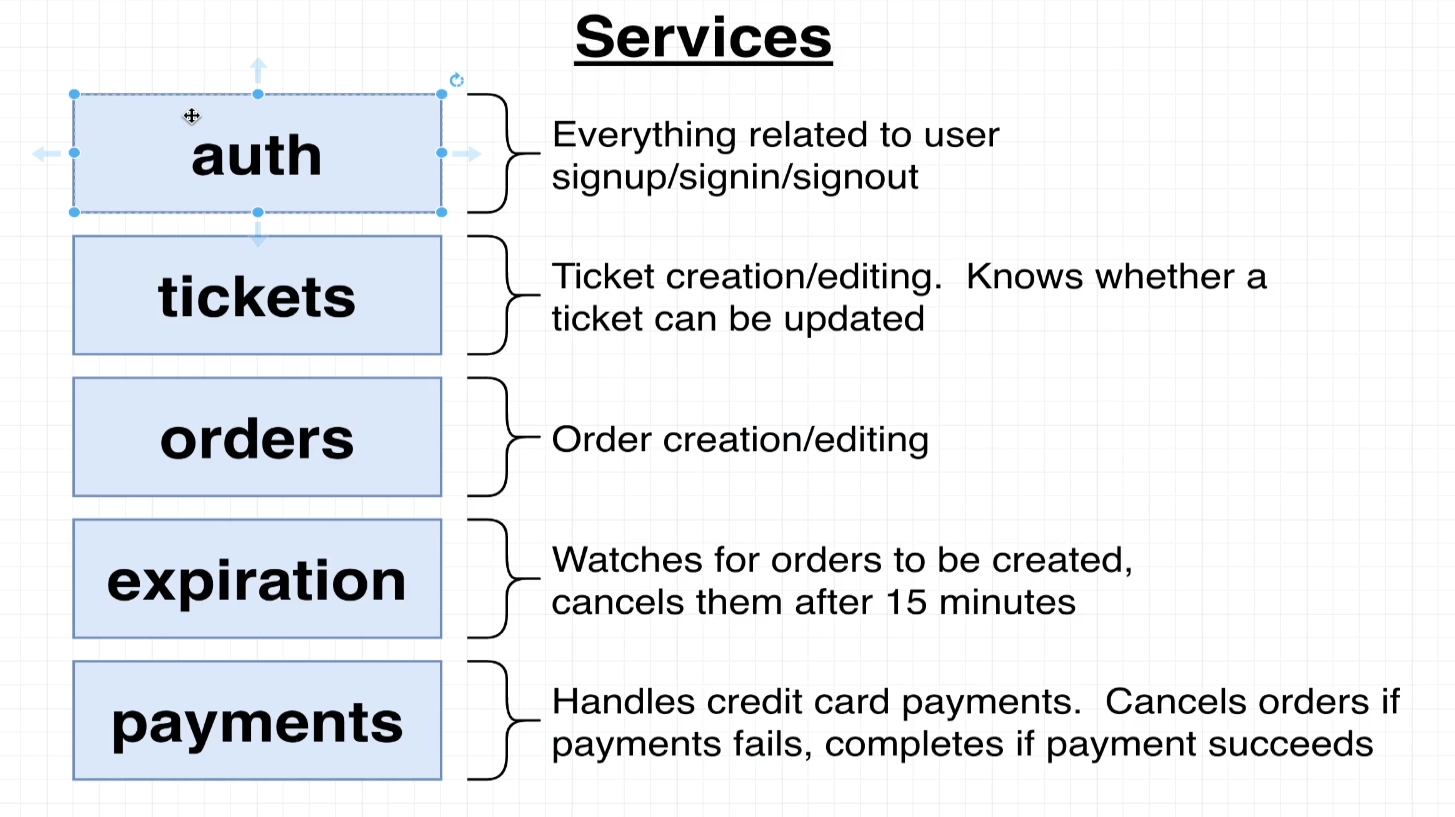 Services
auth
Everything related to user
signup/signin/signout
tickets
Ticket creation/editing.  Knows whether a
ticket can be updated
orders
Order creation/editing
expiration
Watches for orders to be created,
cancels them after 15 minutes
payments
Handles credit card payments.  Cancels orders if
payments fails, completes if payment succeeds